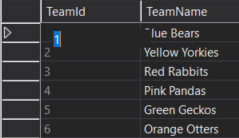 TeamId TeamName
1 lue Bears
2 Yellow Yorkies
3 Red Rabbits
4 Pink Pandas
5 Green Geckos
6 Orange Otters